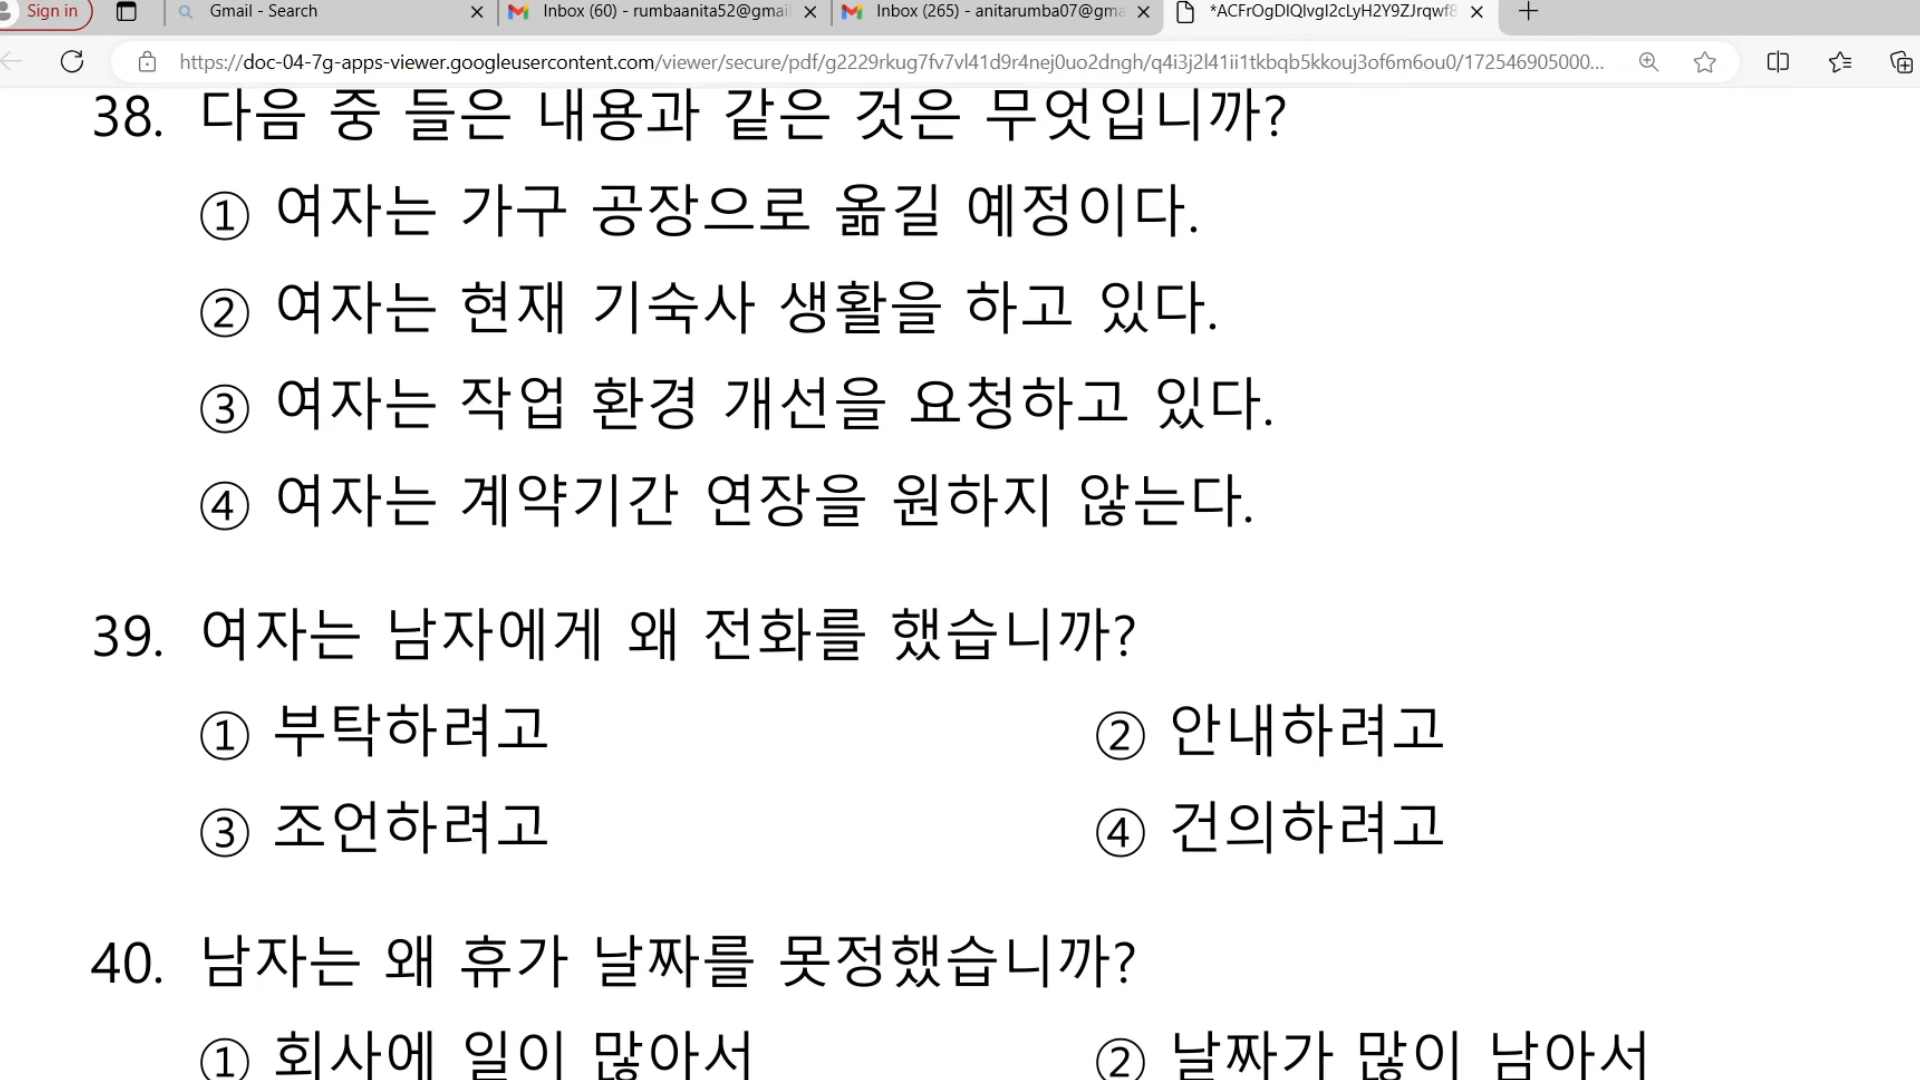 Sign in
Gmail - Search
Inbox (60) - rumbaanita52@gmai
Inbox (265) - anitarumba07@gma
*ACFrOgDIQlvgI2cLyH2Y9ZJrqwf8
https://doc-04-7g-apps-viewer.googleusercontent.com/viewer/secure/pdf/g2229rkug7fv7vl41d9r4nej0uo2dngh/q4i3j2l41ii1tkbqb5kkouj3of6m6ou0/172546905000...
38. 다음 중 들은 내용과 같은 것은 무엇입니까?
① 여자는 가구 공장으로 옮길 예정이다.
② 여자는 현재 기숙사 생활을 하고 있다.
③ 여자는 작업 환경 개선을 요청하고 있다.
④ 여자는 계약기간 연장을 원하지 않는다.
39. 여자는 남자에게 왜 전화를 했습니까?
① 부탁하려고 ② 안내하려고
③ 조언하려고 ④ 건의하려고
40. 남자는 왜 휴가 날짜를 못정했습니까?
① 회사에 일이 많아서 ② 날짜가 많이 남아서